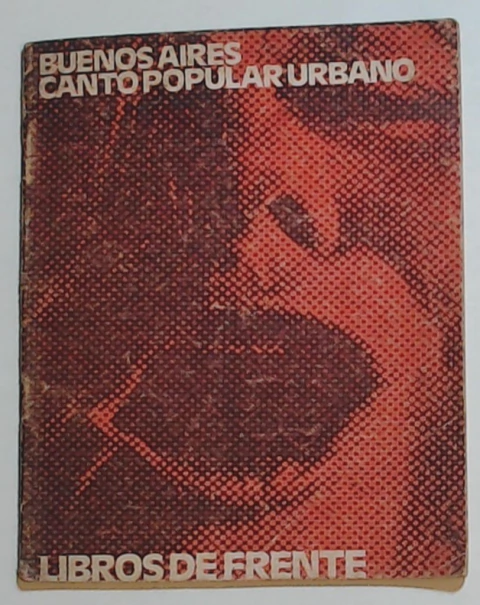 BUENOS AIRES
CANTO POPULAR URBANO
LIBROS DE FRENTE